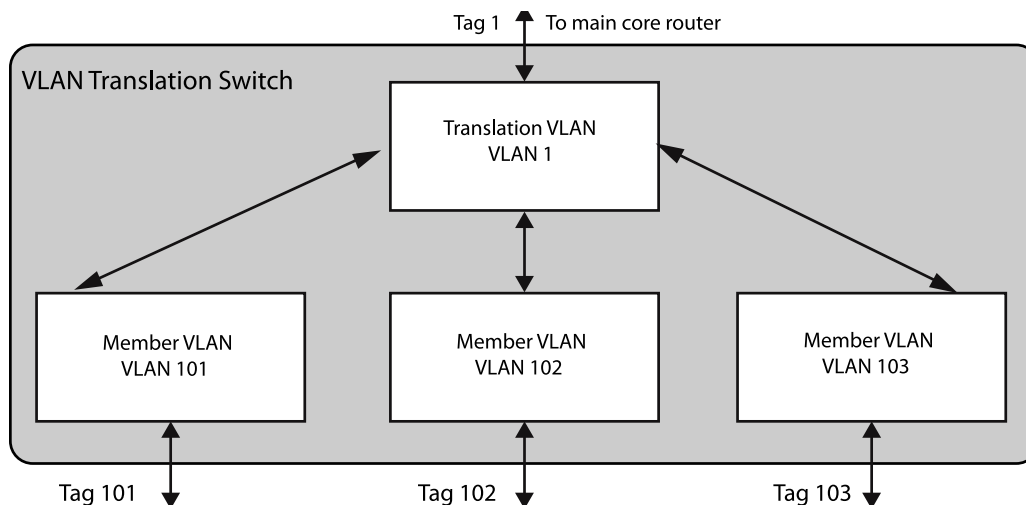 Tag 1 To main core router
VLAN Translation Switch
Translation VLAN
VLAN 1
Member VLAN
VLAN 101
Member VLAN
VLAN 102
Member VLAN
VLAN 103
Tag 101
Tag 102
Tag 103